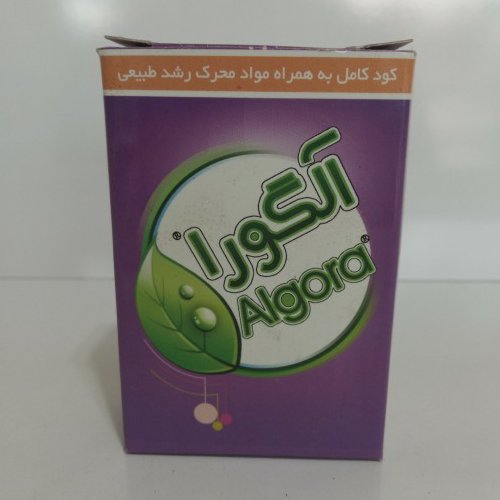 کود کامل به همراه مواد محرک رشد طبیعی
آلگورا®
Algora®